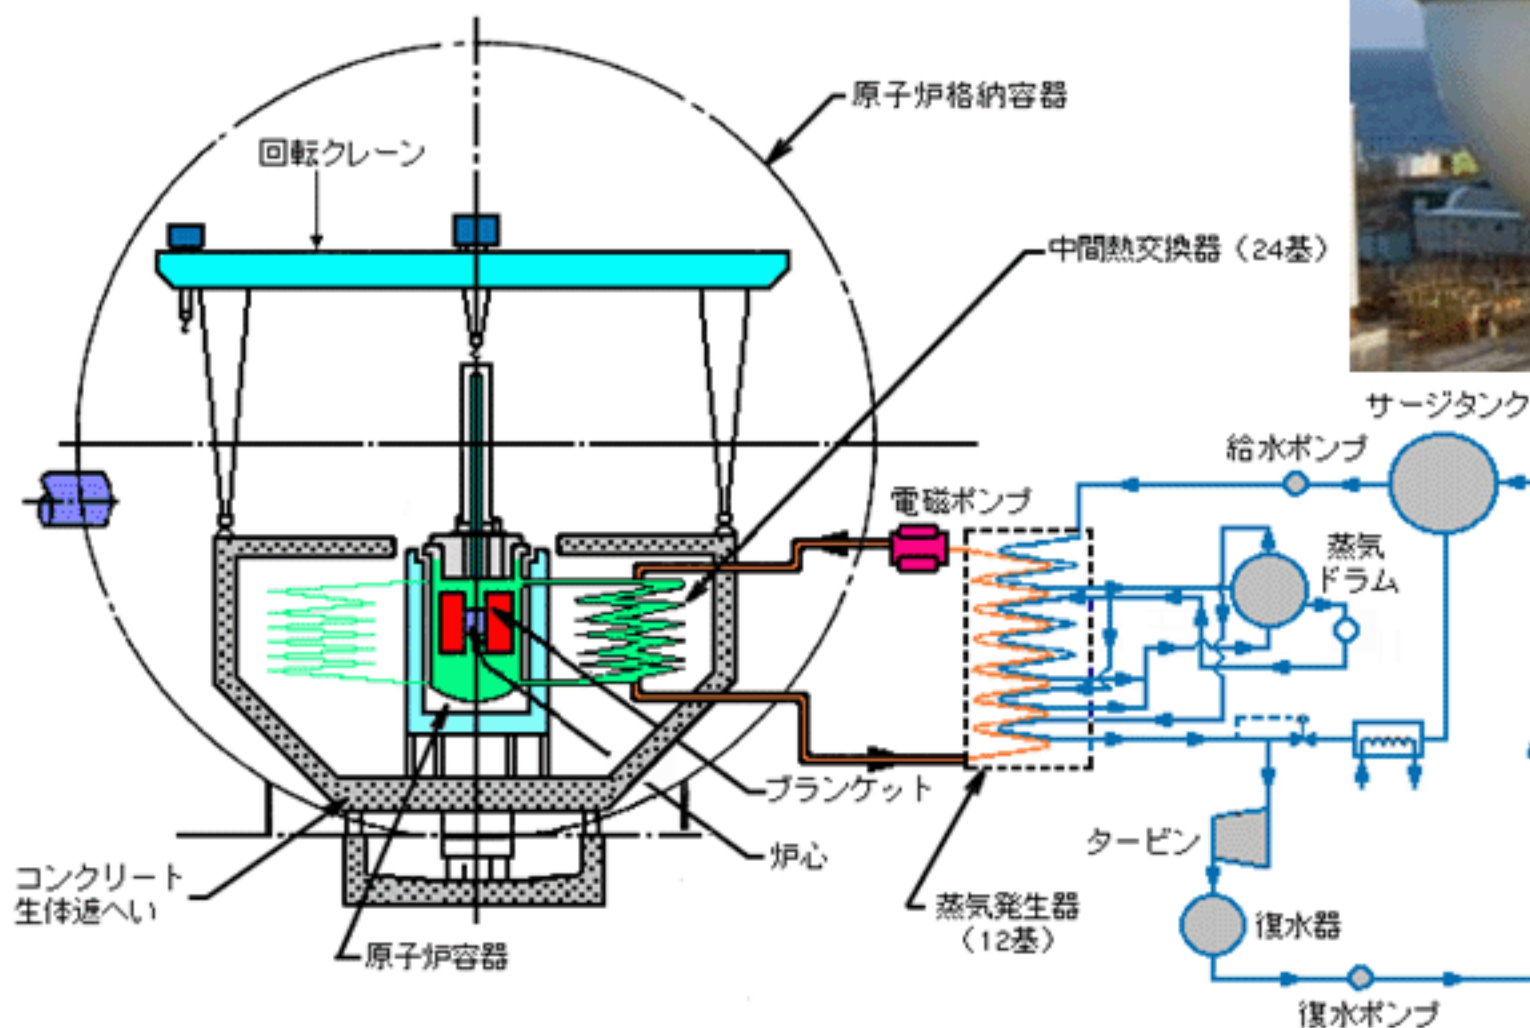 原子炉格納容器
回転クレーン
中間熱交換器（24基）
サージタンク
給水ポンプ
電磁ポンプ
蒸気
ドラム
ブランケット
タービン
炉心
コンクリート
生体遮へい
蒸気発生器
（12基）
復水器
原子炉容器
復水ポンプ